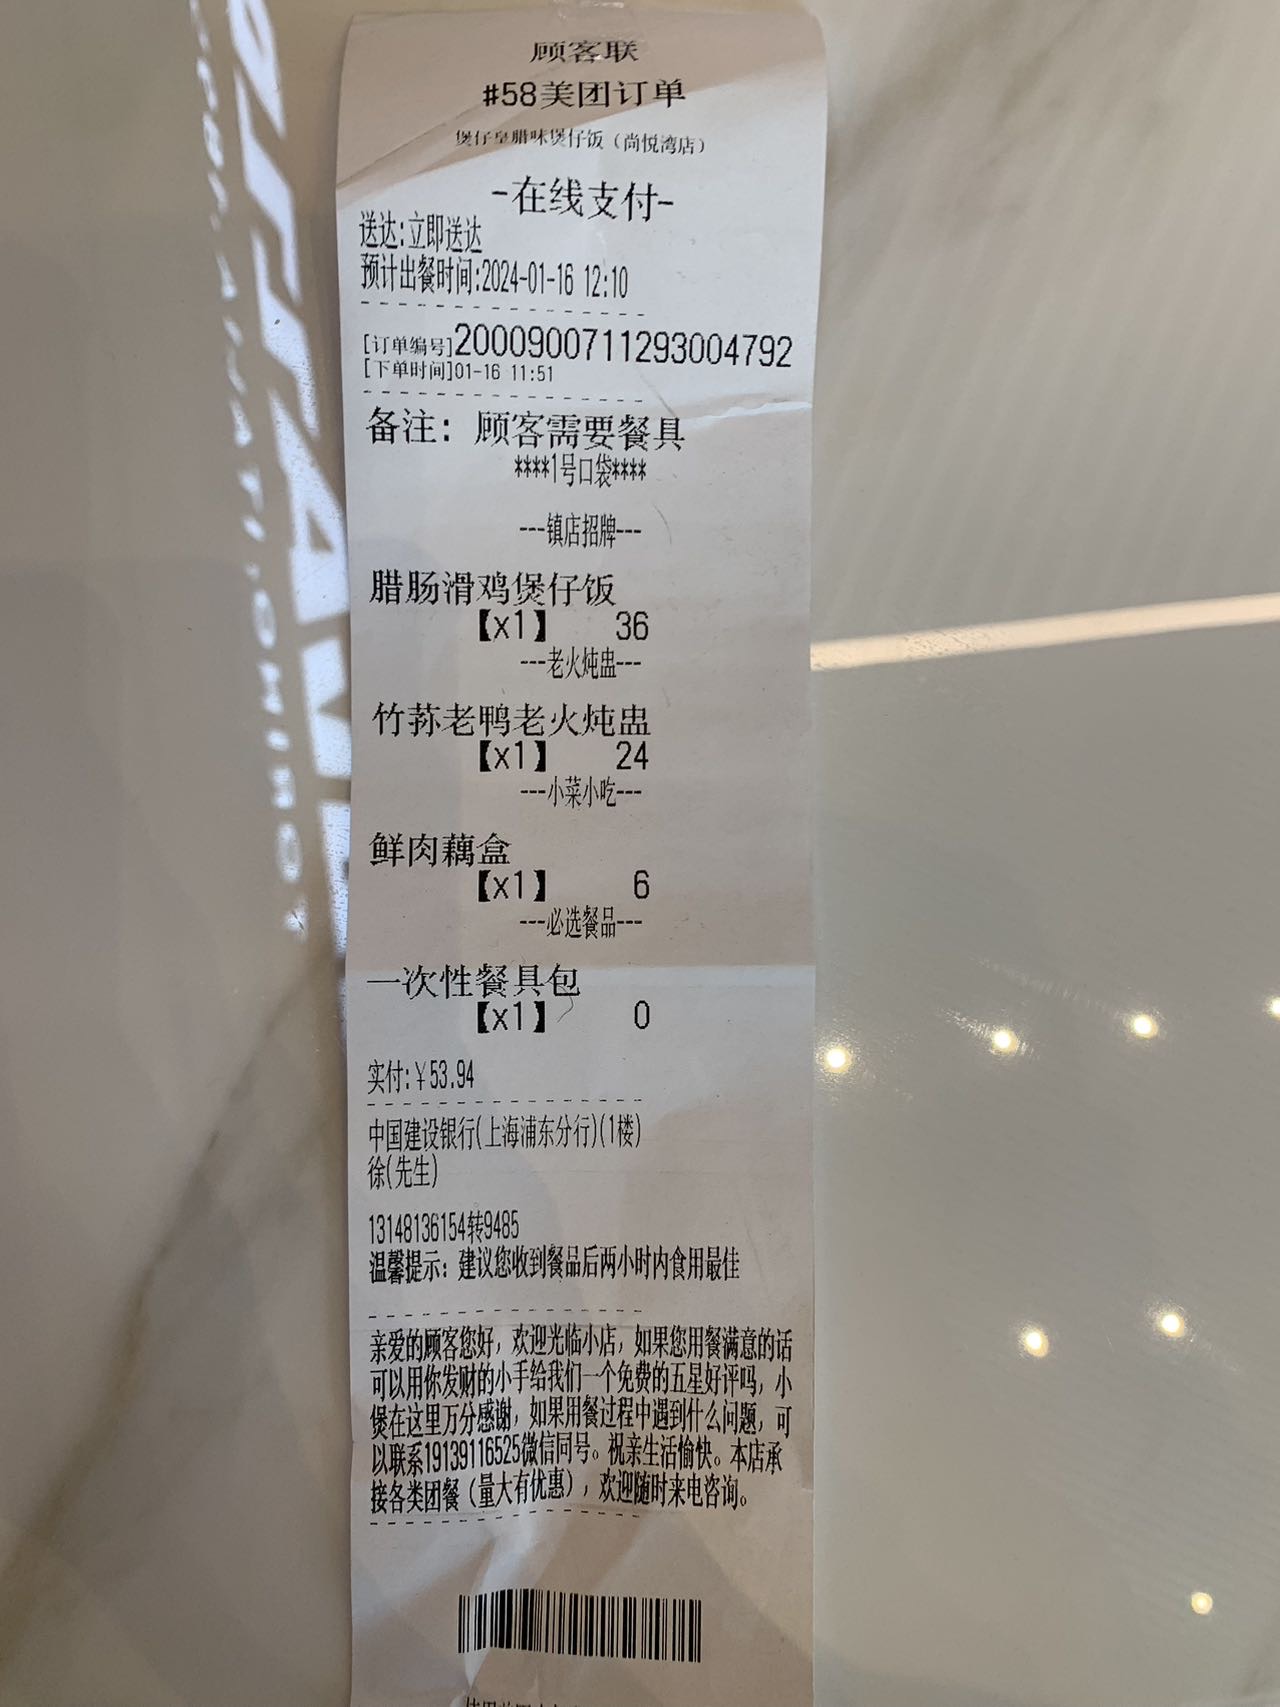 顾客联
#58美团订单
煲仔皇腊味煲仔饭（尚悦湾店）
-在线支付-
送达:立即送达
预计出餐时间:2024-01-16 12:10
[订单编号]2000900711293004792
[下单时间]01-16 11:51
备注: 顾客需要餐具
****1号口袋****
---镇店招牌---
腊肠滑鸡煲仔饭
【x1】 36
---老火炖盅---
竹荪老鸭老火炖盅
【x1】 24
---小菜小吃---
鲜肉藕盒
【x1】 6
---必选餐品---
一次性餐具包
【x1】 0
实付:￥53.94
中国建设银行(上海浦东分行)(1楼)
徐(先生)
13148136154转9485
温馨提示: 建议您收到餐品后两小时内食用最佳
亲爱的顾客您好，欢迎光临小店，如果您用餐满意的话
可以用你发财的小手给我们一个免费的五星好评吗，小
煲在这里万分感谢，如果用餐过程中遇到什么问题，可
以联系19139116525微信同号。祝亲生活愉快。本店承
接各类团餐（量大有优惠），欢迎随时来电咨询。